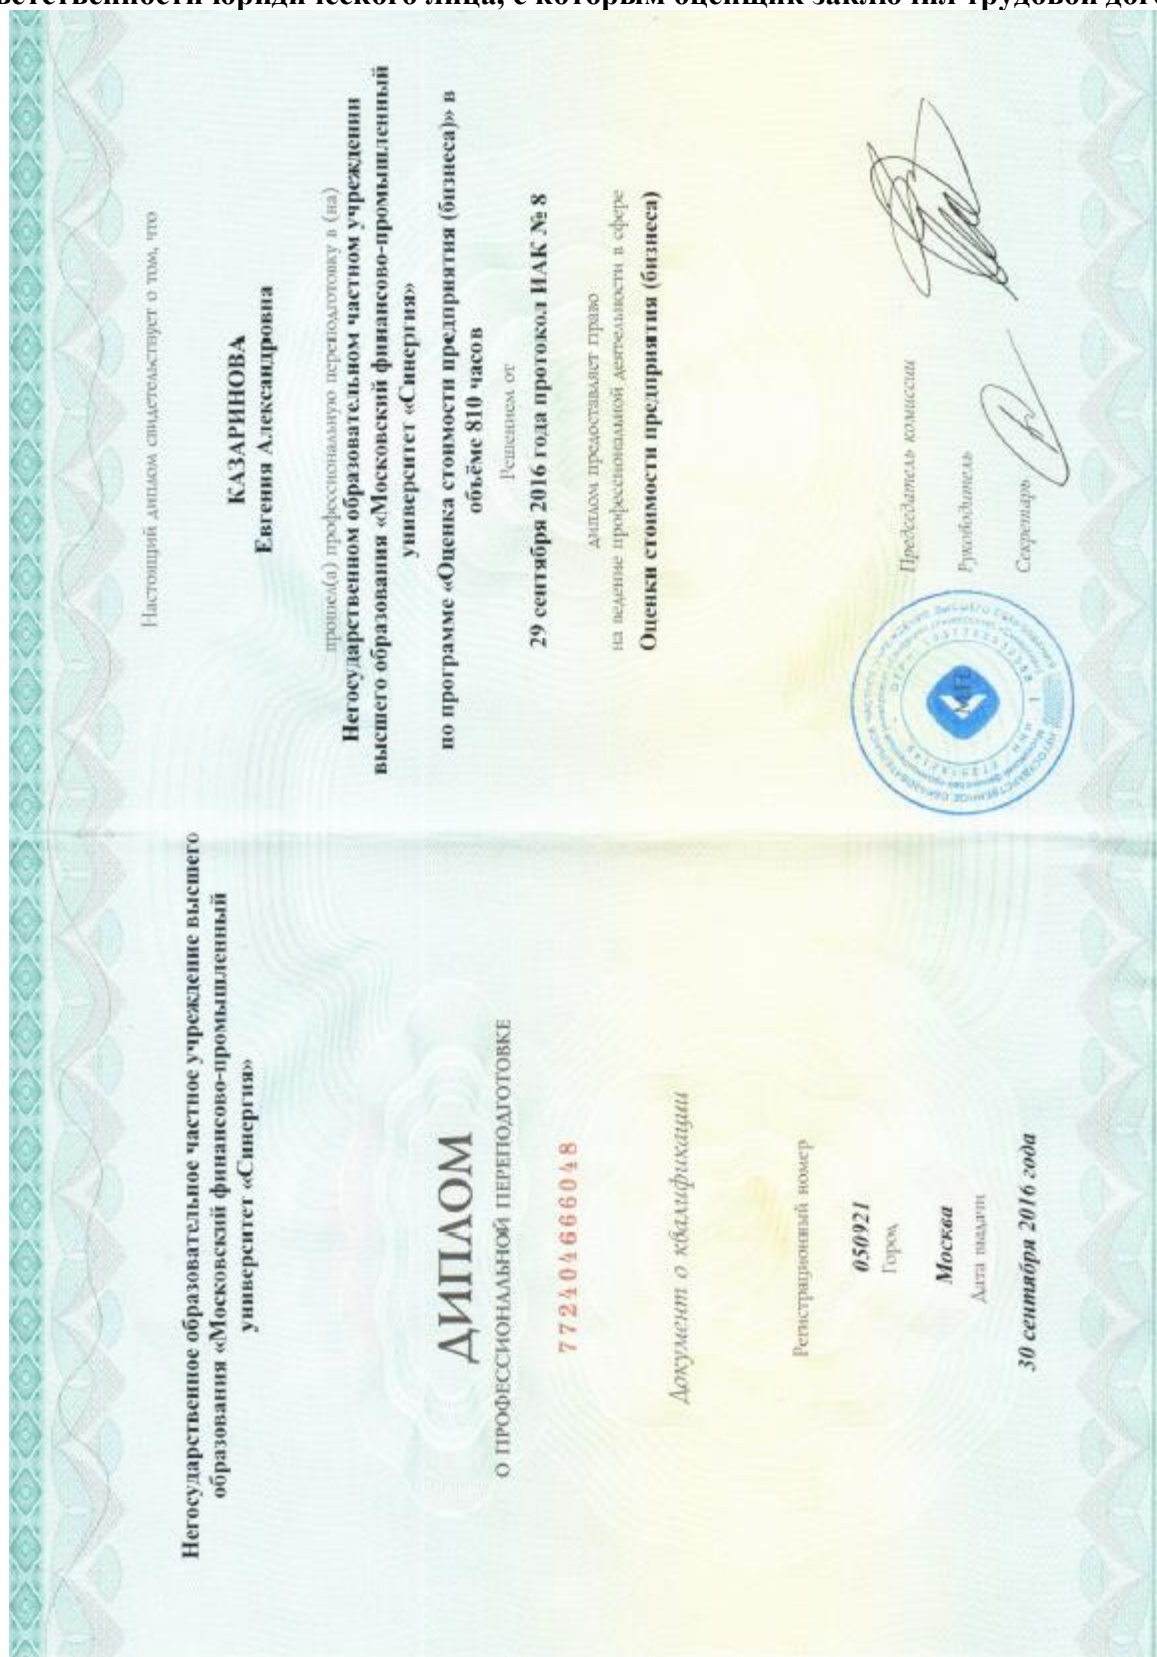 ветственности юридического лица, с которым оценщик заключил трудовой дог
Негосударственное образовательное частное учреждение высшего
образования «Московский финансово-промышленный
университет «Синергия»
ДИПЛОМ
О ПРОФЕССИОНАЛЬНОЙ ПЕРЕПОДГОТОВКЕ
772404666048
Документ о квалификации
Регистрационный номер
050921
Город
Москва
Дата выдачи
30 сентября 2016 года
Настоящий диплом свидетельствует о том, что
КАЗАРИНОВА
Евгения Александровна
прошел(а) профессиональную переподготовку в (на)
Негосударственном образовательном частном учреждении
высшего образования «Московский финансово-промышленный
университет «Синергия»
по программе «Оценка стоимости предприятия (бизнеса)» в
объёме 810 часов
Решением от
29 сентября 2016 года протокол ИАК № 8
диплом предоставляет право
на ведение профессиональной деятельности в сфере
Оценки стоимости предприятия (бизнеса)
Председатель комиссии
Руководитель
Секретарь
М.П.